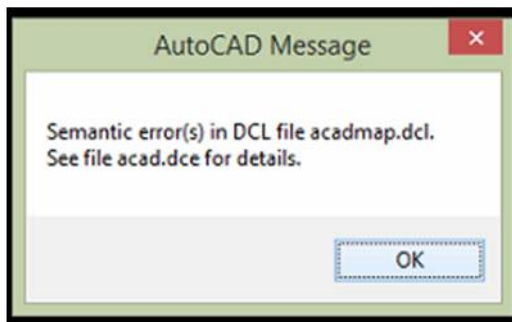 AutoCAD Message
Semantic error(s) in DCL file acadmap.dcl.
See file acad.dce for details.
OK